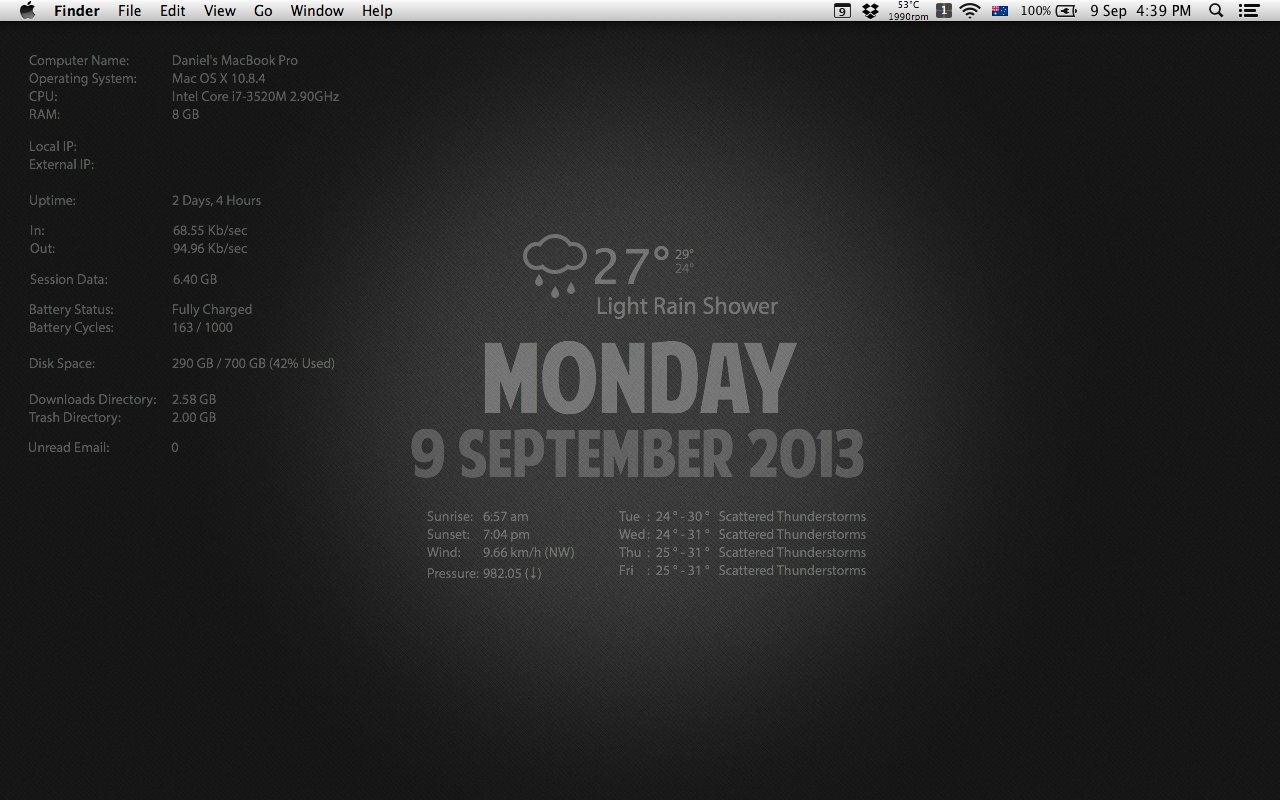 Finder File Edit View Go Window Help
9 53°C 1990rpm 1 100% 9 Sep 4:39 PM
Computer Name: Daniel's MacBook Pro
Operating System: Mac OS X 10.8.4
CPU: Intel Core i7-3520M 2.90GHz
RAM: 8 GB
Local IP:
External IP:
Uptime: 2 Days, 4 Hours
In: 68.55 Kb/sec
Out: 94.96 Kb/sec
Session Data: 6.40 GB
Battery Status: Fully Charged
Battery Cycles: 163 / 1000
Disk Space: 290 GB / 700 GB (42% Used)
Downloads Directory: 2.58 GB
Trash Directory: 2.00 GB
Unread Email: 0
27° 29°
24°
Light Rain Shower
MONDAY
9 SEPTEMBER 2013
Sunrise: 6:57 am
Sunset: 7:04 pm
Wind: 9.66 km/h (NW)
Pressure: 982.05 (↓)
Tue : 24 ° - 30 ° Scattered Thunderstorms
Wed : 24 ° - 31 ° Scattered Thunderstorms
Thu : 25 ° - 31 ° Scattered Thunderstorms
Fri : 25 ° - 31 ° Scattered Thunderstorms